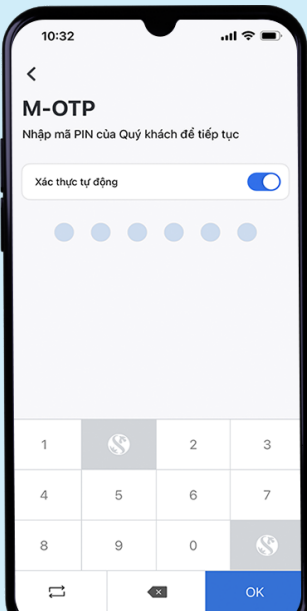 10:32
M-OTP
Nhập mã PIN của Quý khách để tiếp tục
Xác thực tự động
1 2 3
4 5 6 7
8 9 0
OK